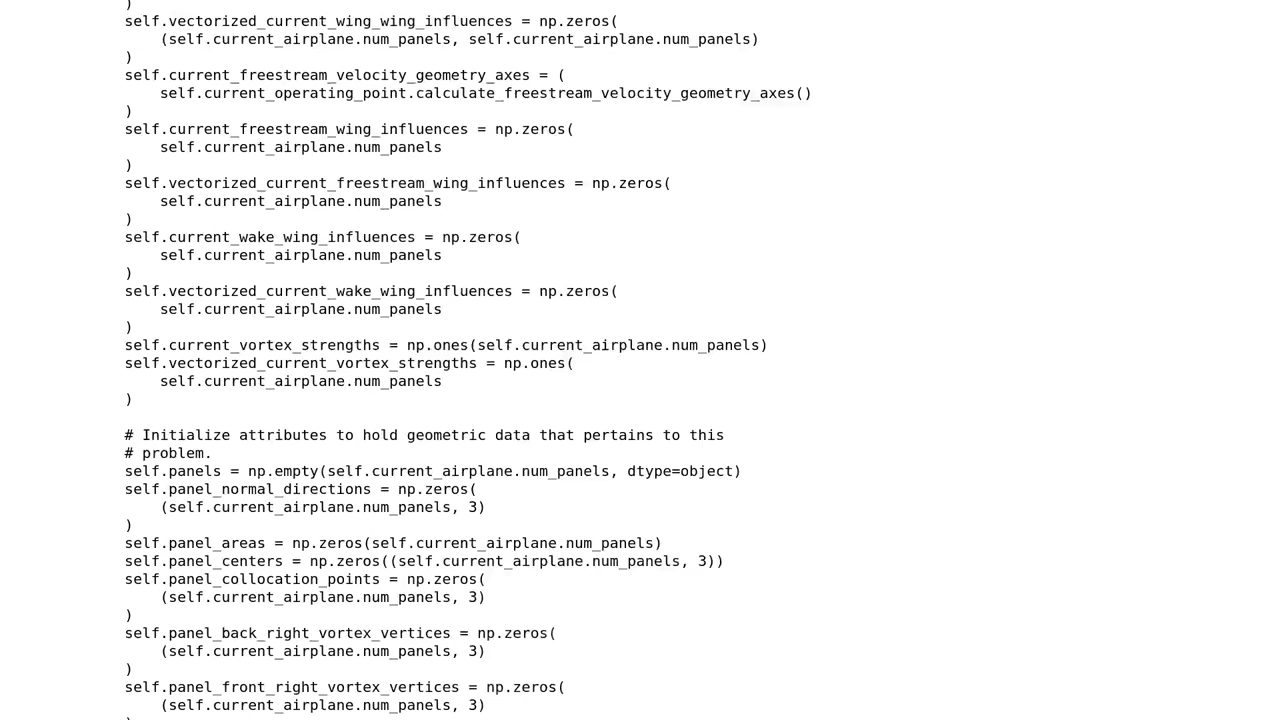 )
self.vectorized_current_wing_wing_influences = np.zeros(
    (self.current_airplane.num_panels, self.current_airplane.num_panels)
)
self.current_freestream_velocity_geometry_axes = (
    self.current_operating_point.calculate_freestream_velocity_geometry_axes()
)
self.current_freestream_wing_influences = np.zeros(
    self.current_airplane.num_panels
)
self.vectorized_current_freestream_wing_influences = np.zeros(
    self.current_airplane.num_panels
)
self.current_wake_wing_influences = np.zeros(
    self.current_airplane.num_panels
)
self.vectorized_current_wake_wing_influences = np.zeros(
    self.current_airplane.num_panels
)
self.current_vortex_strengths = np.ones(self.current_airplane.num_panels)
self.vectorized_current_vortex_strengths = np.ones(
    self.current_airplane.num_panels
)

# Initialize attributes to hold geometric data that pertains to this
# problem.
self.panels = np.empty(self.current_airplane.num_panels, dtype=object)
self.panel_normal_directions = np.zeros(
    (self.current_airplane.num_panels, 3)
)
self.panel_areas = np.zeros(self.current_airplane.num_panels)
self.panel_centers = np.zeros((self.current_airplane.num_panels, 3))
self.panel_collocation_points = np.zeros(
    (self.current_airplane.num_panels, 3)
)
self.panel_back_right_vortex_vertices = np.zeros(
    (self.current_airplane.num_panels, 3)
)
self.panel_front_right_vortex_vertices = np.zeros(
    (self.current_airplane.num_panels, 3)
)